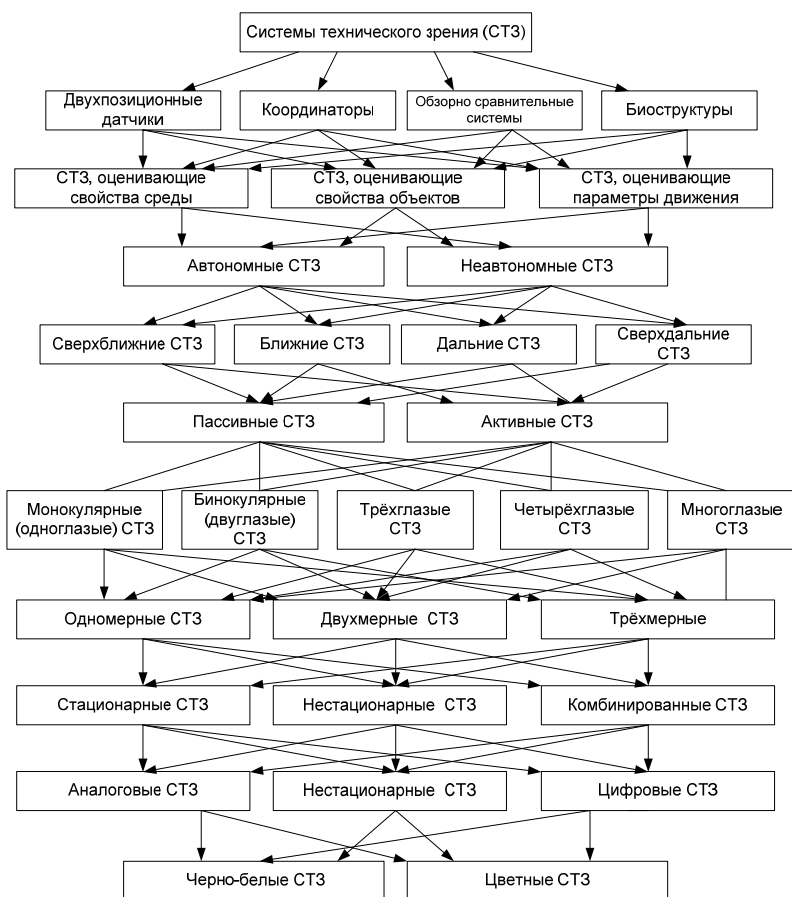 Системы технического зрения (СТЗ)
Двухпозиционные
датчики
Координаторы
Обзорно сравнительные
системы
Биоструктуры
СТЗ, оценивающие
свойства среды
СТЗ, оценивающие
свойства объектов
СТЗ, оценивающие
параметры движения
Автономные СТЗ
Неавтономные СТЗ
Сверхближние СТЗ
Ближние СТЗ
Дальние СТЗ
Сверхдальние
СТЗ
Пассивные СТЗ
Активные СТЗ
Монокулярные
(одноглазые) СТЗ
Бинокулярные
(двуглазые)
СТЗ
Трёхглазые
СТЗ
Четырёхглазые
СТЗ
Многоглазые
СТЗ
Одномерные СТЗ
Двухмерные СТЗ
Трёхмерные
Стационарные СТЗ
Нестационарные СТЗ
Комбинированные СТЗ
Аналоговые СТЗ
Нестационарные СТЗ
Цифровые СТЗ
Черно-белые СТЗ
Цветные СТЗ